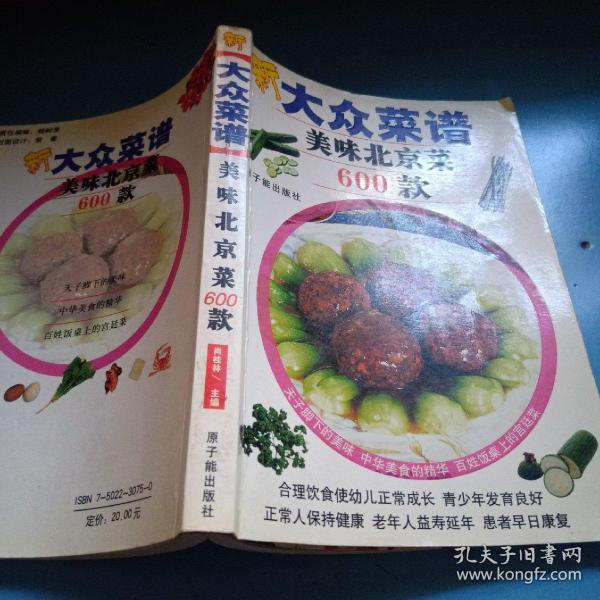 新
大众菜谱
美味北京菜
600款
原子能出版社
天子脚下的美味 中华美食的精华 百姓饭桌上的宫廷菜
合理饮食使幼儿正常成长 青少年发育良好
正常人保持健康 老年人益寿延年 患者早日康复
新
大众菜谱
美味北京菜600款
肖桂林/主编
原子能出版社
新
大众菜谱
美味北京菜
600款
天子脚下的美味
中华美食的精华
百姓饭桌上的宫廷菜
ISBN 7-5022-3075-0
定价：20.00元
孔夫子旧书网
www.kongfz.com